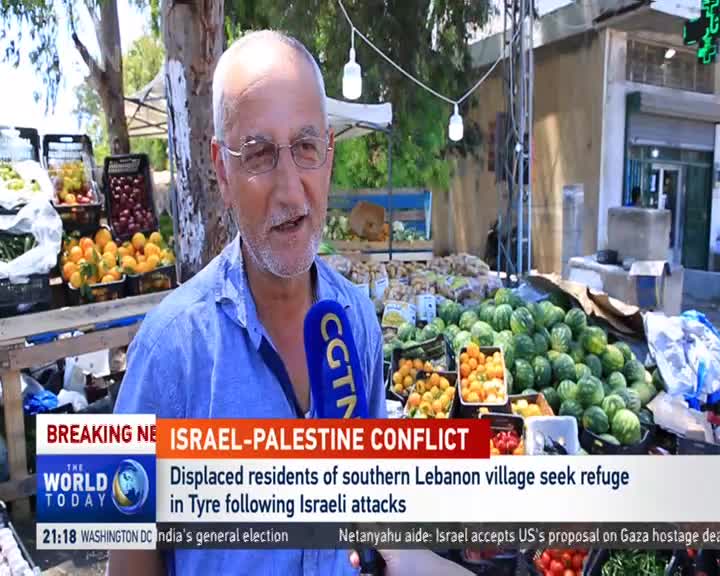 CGTN
BREAKING NE
ISRAEL-PALESTINE CONFLICT
THE
WORLD
TODAY
Displaced residents of southern Lebanon village seek refuge
in Tyre following Israeli attacks
21:18 WASHINGTON DC
ndia's general election Netanyahu aide: Israel accepts US's proposal on Gaza hostage dea